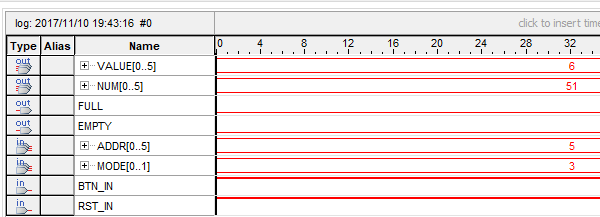 log: 2017/11/10 19:43:16 #0 click to insert time
Type Alias Name 0 4 8 12 16 20 24 28 32
out VALUE[0..5] 6
out NUM[0..5] 51
out FULL
out EMPTY
in ADDR[0..5] 5
in MODE[0..1] 3
in BTN_IN
in RST_IN